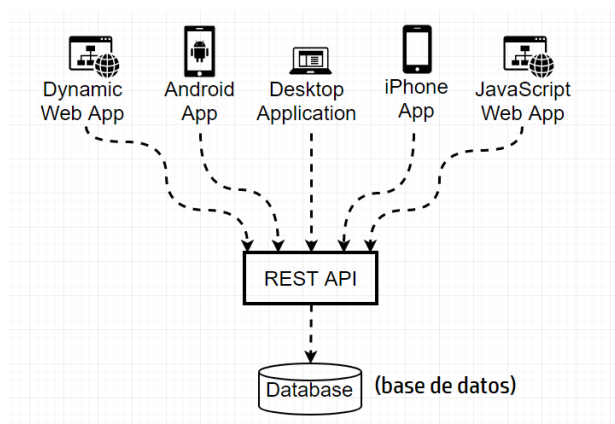 Dynamic
Web App
Android
App
Desktop
Application
iPhone
App
JavaScript
Web App
REST API
Database
(base de datos)